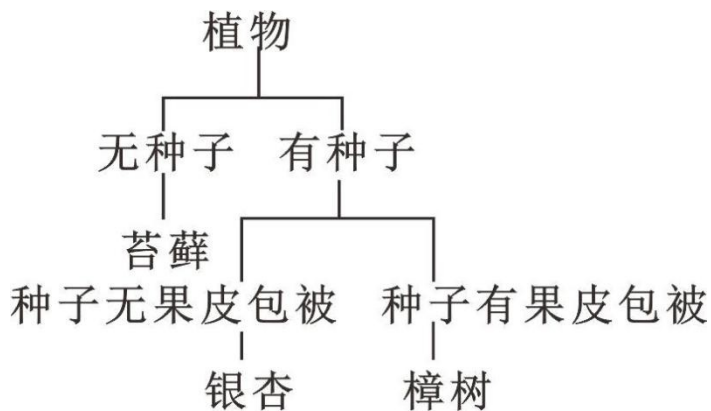 植物
无种子 有种子
苔藓
种子无果皮包被 种子有果皮包被
银杏 樟树